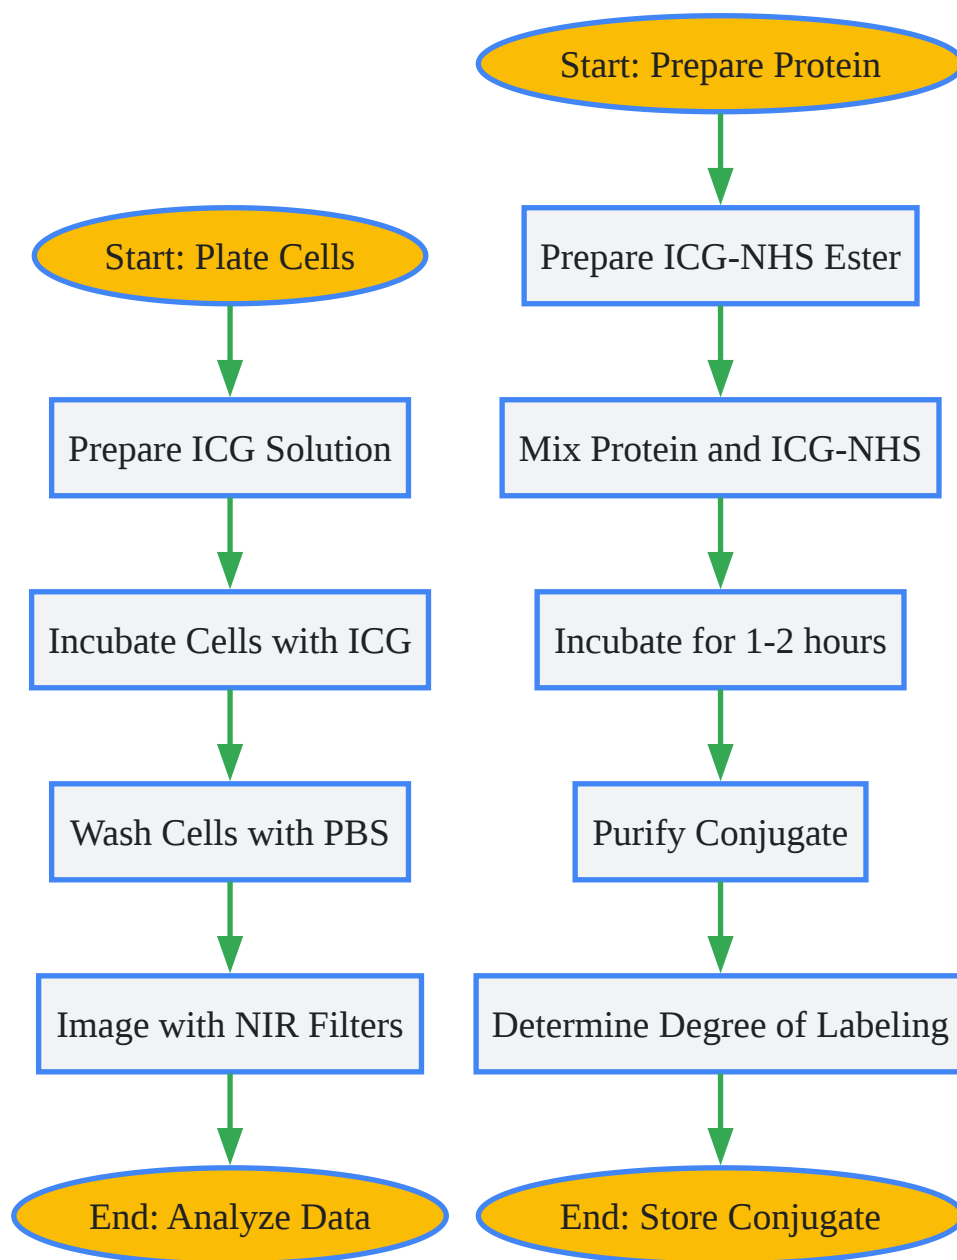 Start: Plate Cells
Prepare ICG Solution
Incubate Cells with ICG
Wash Cells with PBS
Image with NIR Filters
End: Analyze Data
Start: Prepare Protein
Prepare ICG-NHS Ester
Mix Protein and ICG-NHS
Incubate for 1-2 hours
Purify Conjugate
Determine Degree of Labeling
End: Store Conjugate